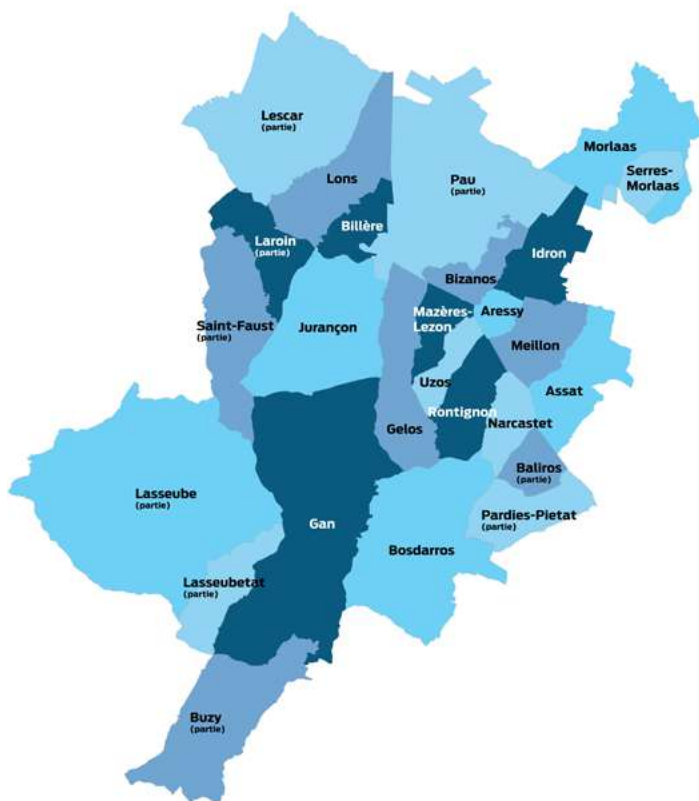 Lescar
(partie)
Lons
Pau
(partie)
Morlaas
Serres-
Morlaas
Billère
Laroin
(partie)
Idron
Bizanos
Saint-Faust
(partie)
Jurançon
Mazères-
Lezon
Aressy
Meillon
Uzos
Assat
Rontignon
Narcastet
Gelos
Baliros
(partie)
Lasseube
(partie)
Pardies-Pietat
(partie)
Gan
Bosdarros
Lasseubetat
(partie)
Buzy
(partie)